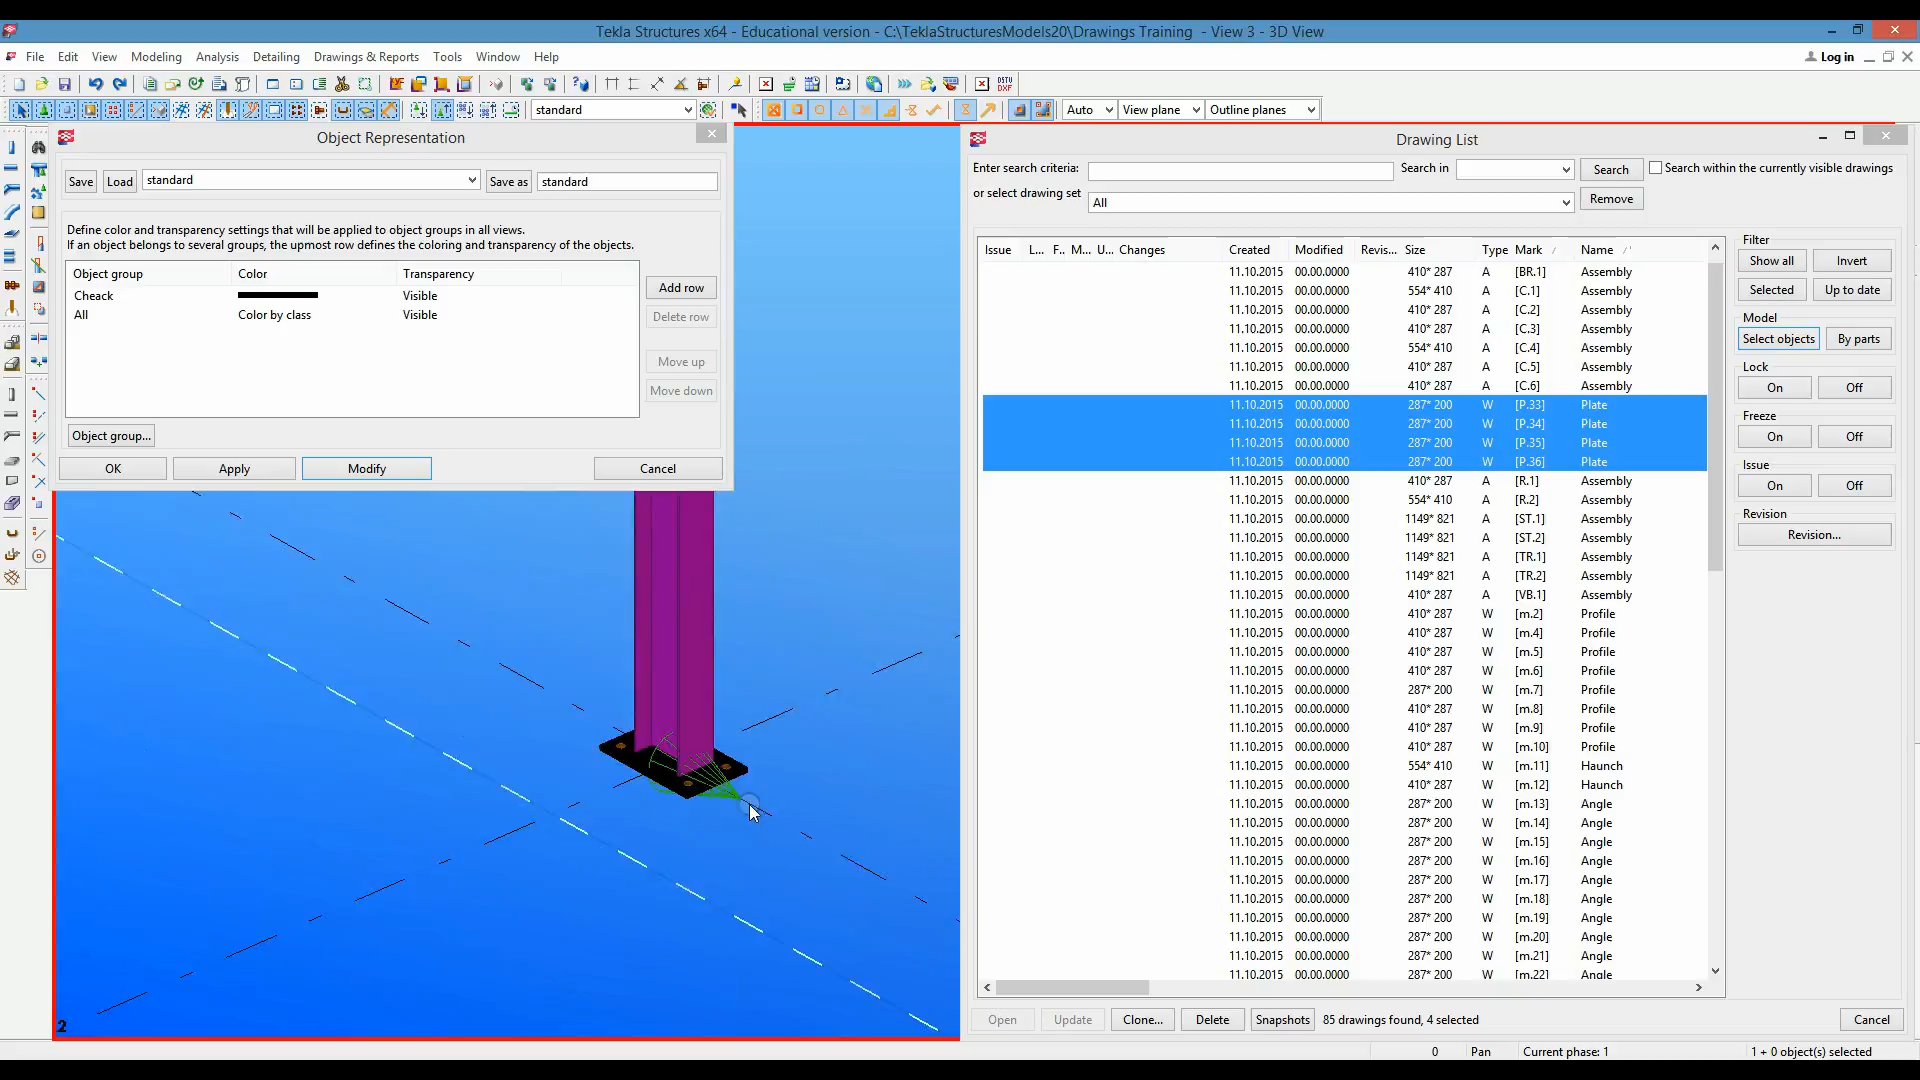 Tekla Structures x64 - Educational version - C:\TeklaStructuresModels20\Drawings Training - View 3 - 3D View
File Edit View Modeling Analysis Detailing Drawings & Reports Tools Window Help Log in
DSTV DXF
standard Auto View plane Outline planes
Object Representation
Save Load standard Save as standard
Define color and transparency settings that will be applied to object groups in all views.
If an object belongs to several groups, the upmost row defines the coloring and transparency of the objects.
Object group Color Transparency
Cheack Visible
All Color by class Visible
Add row
Delete row
Move up
Move down
Object group...
OK Apply Modify Cancel
2
Drawing List
Enter search criteria: Search in Search Search within the currently visible drawings
or select drawing set All Remove
Issue L... F.. M... U... Changes Created Modified Revis... Size Type Mark Name
11.10.2015 00.00.0000 410* 287 A [BR.1] Assembly
11.10.2015 00.00.0000 554* 410 A [C.1] Assembly
11.10.2015 00.00.0000 410* 287 A [C.2] Assembly
11.10.2015 00.00.0000 410* 287 A [C.3] Assembly
11.10.2015 00.00.0000 554* 410 A [C.4] Assembly
11.10.2015 00.00.0000 410* 287 A [C.5] Assembly
11.10.2015 00.00.0000 410* 287 A [C.6] Assembly
11.10.2015 00.00.0000 287* 200 W [P.33] Plate
11.10.2015 00.00.0000 287* 200 W [P.34] Plate
11.10.2015 00.00.0000 287* 200 W [P.35] Plate
11.10.2015 00.00.0000 287* 200 W [P.36] Plate
11.10.2015 00.00.0000 410* 287 A [R.1] Assembly
11.10.2015 00.00.0000 554* 410 A [R.2] Assembly
11.10.2015 00.00.0000 1149* 821 A [ST.1] Assembly
11.10.2015 00.00.0000 1149* 821 A [ST.2] Assembly
11.10.2015 00.00.0000 1149* 821 A [TR.1] Assembly
11.10.2015 00.00.0000 1149* 821 A [TR.2] Assembly
11.10.2015 00.00.0000 410* 287 A [VB.1] Assembly
11.10.2015 00.00.0000 410* 287 W [m.2] Profile
11.10.2015 00.00.0000 410* 287 W [m.4] Profile
11.10.2015 00.00.0000 410* 287 W [m.5] Profile
11.10.2015 00.00.0000 410* 287 W [m.6] Profile
11.10.2015 00.00.0000 287* 200 W [m.7] Profile
11.10.2015 00.00.0000 410* 287 W [m.8] Profile
11.10.2015 00.00.0000 410* 287 W [m.9] Profile
11.10.2015 00.00.0000 410* 287 W [m.10] Profile
11.10.2015 00.00.0000 554* 410 W [m.11] Haunch
11.10.2015 00.00.0000 410* 287 W [m.12] Haunch
11.10.2015 00.00.0000 287* 200 W [m.13] Angle
11.10.2015 00.00.0000 287* 200 W [m.14] Angle
11.10.2015 00.00.0000 287* 200 W [m.15] Angle
11.10.2015 00.00.0000 287* 200 W [m.16] Angle
11.10.2015 00.00.0000 287* 200 W [m.17] Angle
11.10.2015 00.00.0000 287* 200 W [m.18] Angle
11.10.2015 00.00.0000 287* 200 W [m.19] Angle
11.10.2015 00.00.0000 287* 200 W [m.20] Angle
11.10.2015 00.00.0000 287* 200 W [m.21] Angle
11.10.2015 00.00.0000 287* 200 W [m.22] Angle
Filter
Show all Invert
Selected Up to date
Model
Select objects By parts
Lock
On Off
Freeze
On Off
Issue
On Off
Revision
Revision...
Open Update Clone... Delete Snapshots 85 drawings found, 4 selected Cancel
0 Pan Current phase: 1 1 + 0 object(s) selected